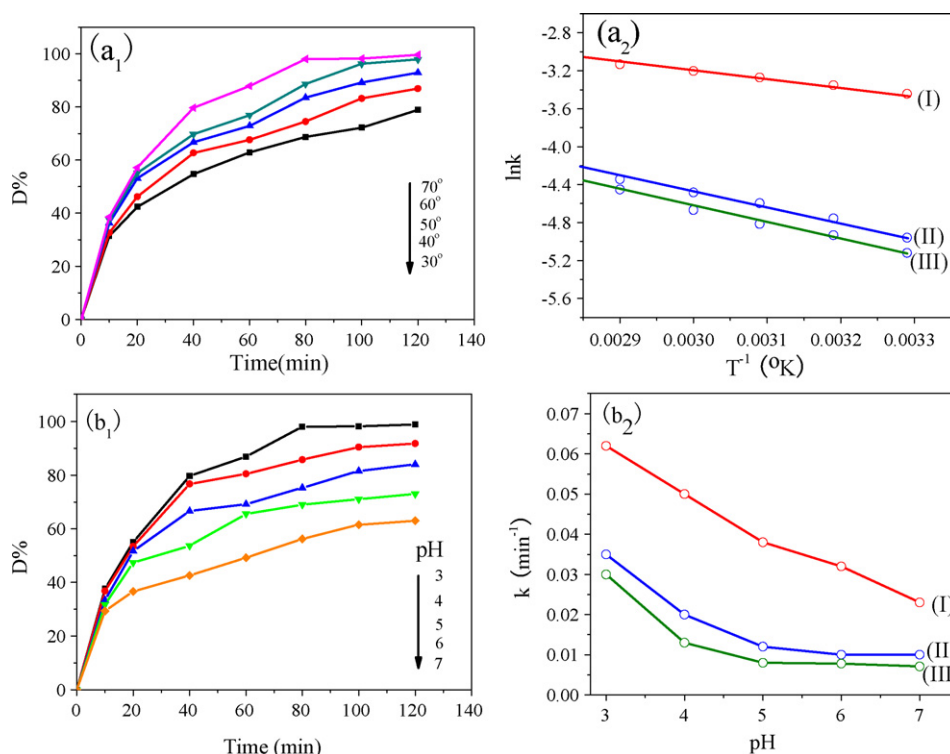 (a1)
100
80
60
40
20
0
D%
70°
60°
50°
40°
30°
0 20 40 60 80 100 120 140
Time(min)
(a2)
-2.8
-3.2
-3.6
-4.0
-4.4
-4.8
-5.2
-5.6
lnk
(I)
(II)
(III)
0.0029 0.0030 0.0031 0.0032 0.0033
T-1 (oK)
(b1)
100
80
60
40
20
0
D%
pH
3
4
5
6
7
0 20 40 60 80 100 120 140
Time (min)
(b2)
0.07
0.06
0.05
0.04
0.03
0.02
0.01
0.00
k (min-1)
(I)
(II
(III
3 4 5 6 7
pH